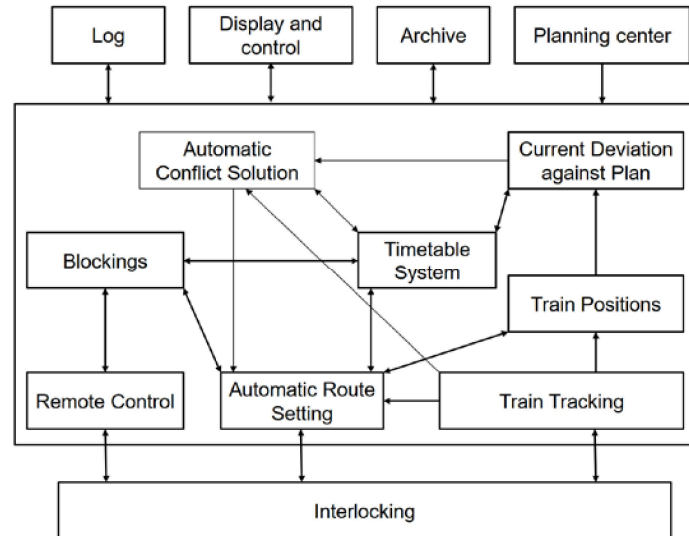 Log
Display and
control
Archive
Planning center
Automatic
Conflict Solution
Current Deviation
against Plan
Blockings
Timetable
System
Train Positions
Remote Control
Automatic Route
Setting
Train Tracking
Interlocking